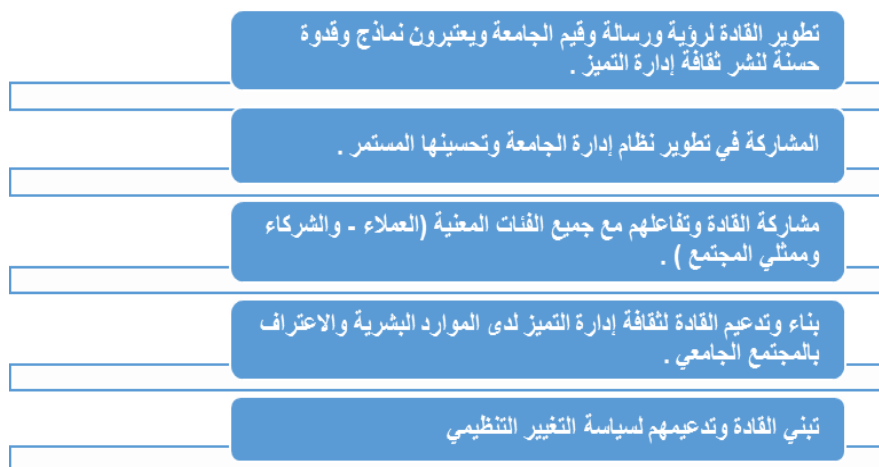 تطوير القادة لرؤية ورسالة وقيم الجامعة ويعتبرون نماذج وقدوة
حسنة لنشر ثقافة إدارة التميز .
المشاركة في تطوير نظام إدارة الجامعة وتحسينها المستمر .
مشاركة القادة وتفاعلهم مع جميع الفئات المعنية (العملاء - والشركاء
وممثلي المجتمع ) .
بناء وتدعيم القادة لثقافة إدارة التميز لدى الموارد البشرية والاعتراف
بالمجتمع الجامعي .
تبني القادة وتدعيمهم لسياسة التغيير التنظيمي